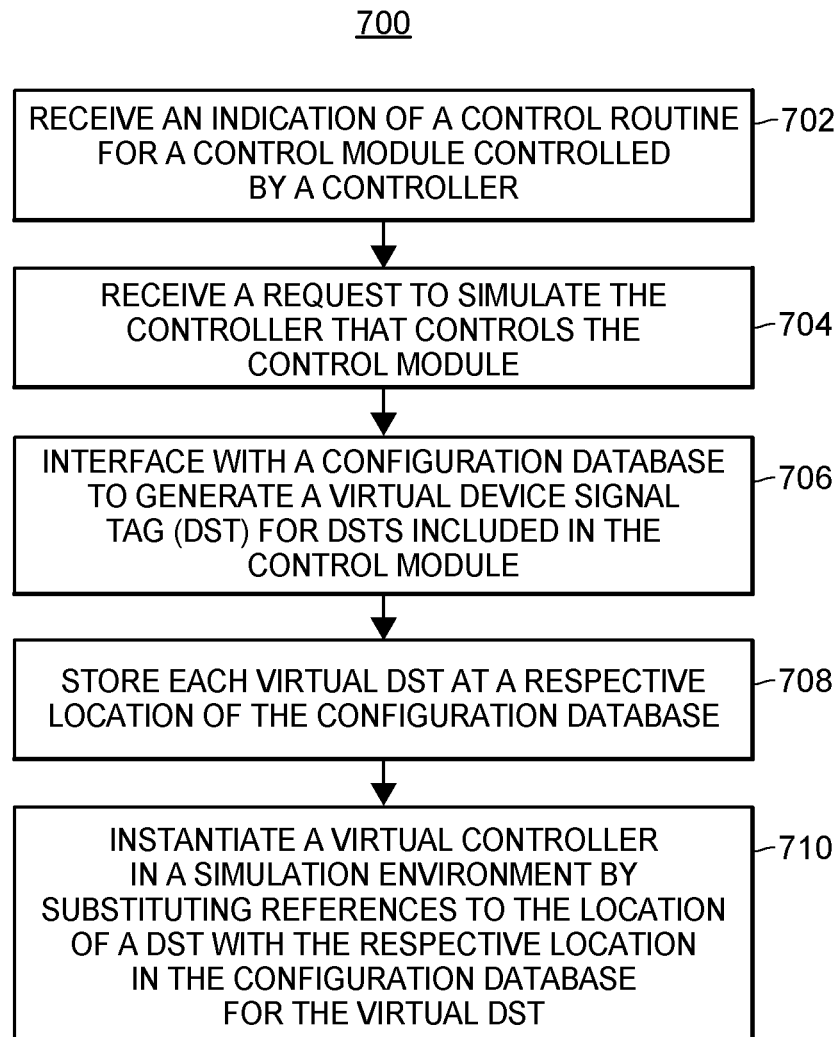 700
RECEIVE AN INDICATION OF A CONTROL ROUTINE
FOR A CONTROL MODULE CONTROLLED
BY A CONTROLLER
702
RECEIVE A REQUEST TO SIMULATE THE
CONTROLLER THAT CONTROLS THE
CONTROL MODULE
704
INTERFACE WITH A CONFIGURATION DATABASE
TO GENERATE A VIRTUAL DEVICE SIGNAL
TAG (DST) FOR DSTS INCLUDED IN THE
CONTROL MODULE
706
STORE EACH VIRTUAL DST AT A RESPECTIVE
LOCATION OF THE CONFIGURATION DATABASE
708
INSTANTIATE A VIRTUAL CONTROLLER
IN A SIMULATION ENVIRONMENT BY
SUBSTITUTING REFERENCES TO THE LOCATION
OF A DST WITH THE RESPECTIVE LOCATION
IN THE CONFIGURATION DATABASE
FOR THE VIRTUAL DST
710